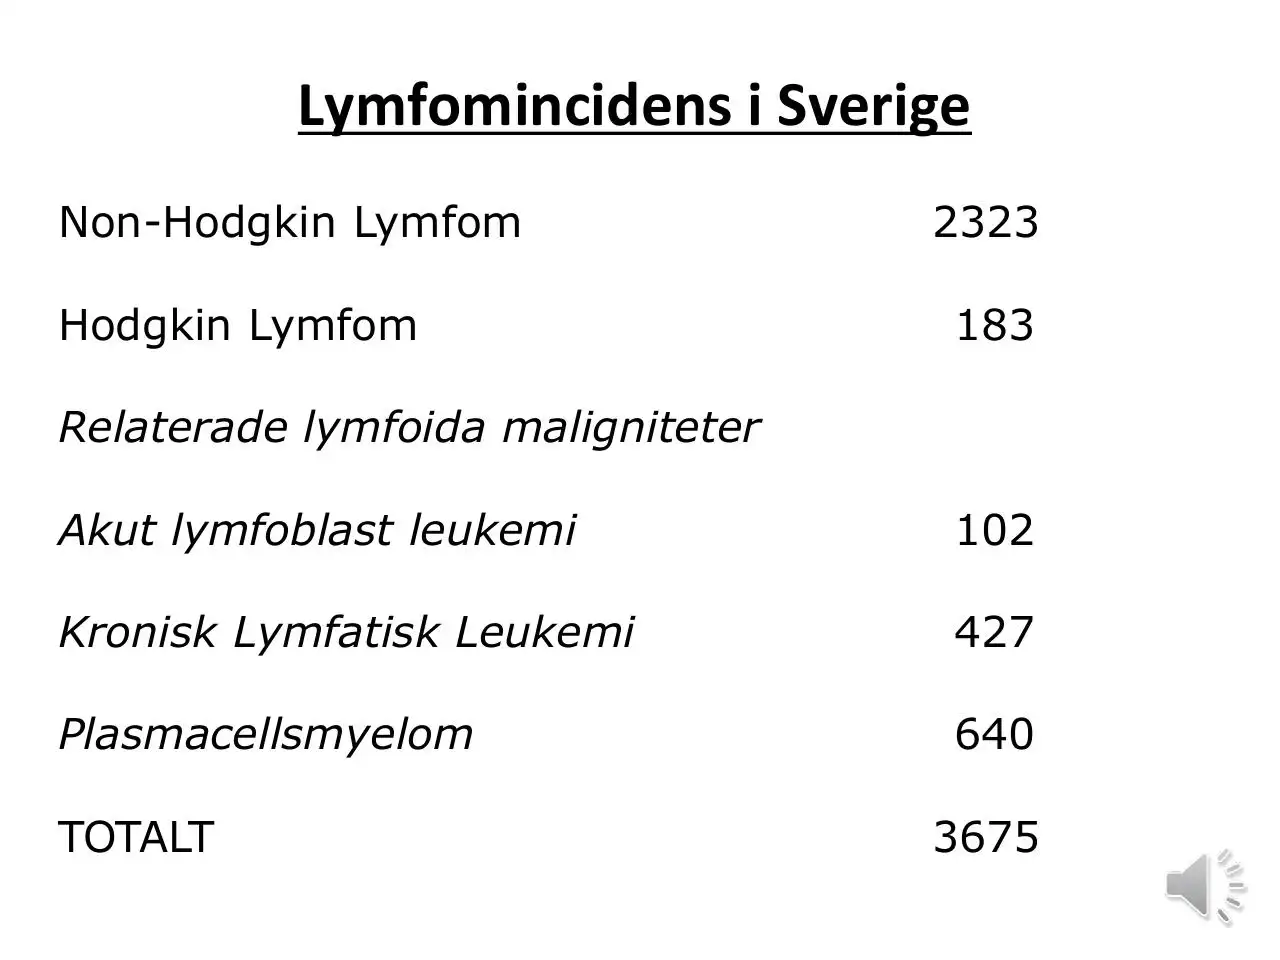 Lymfomincidens i Sverige
Non-Hodgkin Lymfom 2323
Hodgkin Lymfom 183
Relaterade lymfoida maligniteter
Akut lymfoblast leukemi 102
Kronisk Lymfatisk Leukemi 427
Plasmacellsmyelom 640
TOTALT 3675